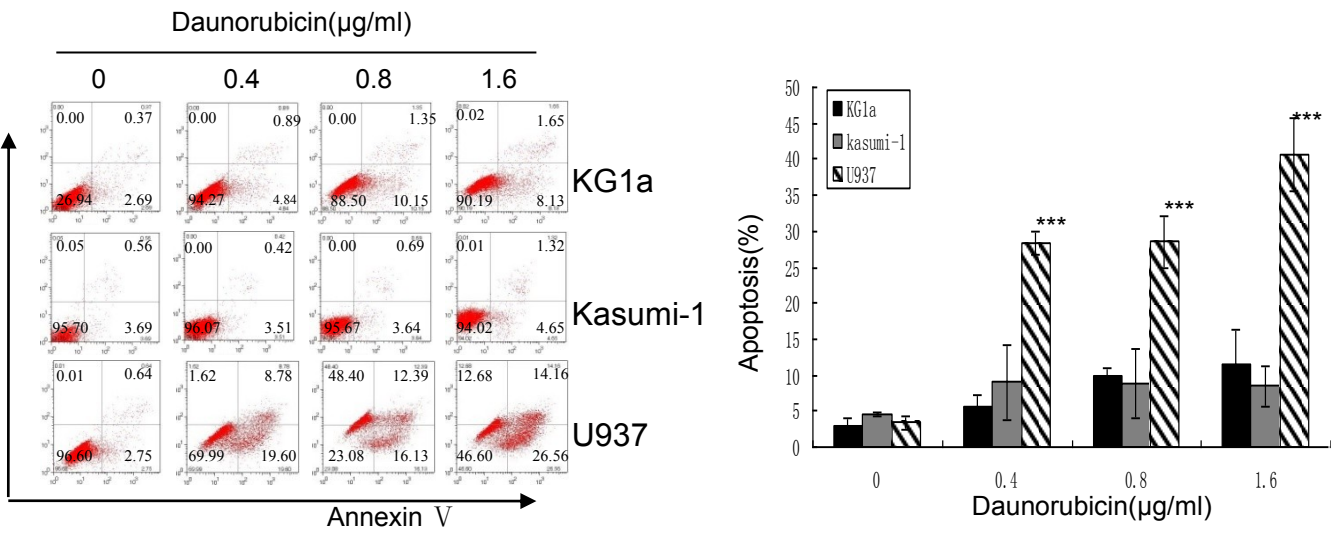 Daunorubicin(µg/ml)
0 0.4 0.8 1.6
0.00 0.37 0.00 0.89 0.00 1.35 0.02 1.65
KG1a
26.94 2.69 94.27 4.84 88.50 10.15 90.19 8.13
0.05 0.56 0.00 0.42 0.00 0.69 0.01 1.32
Kasumi-1
95.70 3.69 96.07 3.51 95.67 3.64 94.02 4.65
0.01 0.64 1.62 8.78 48.40 12.39 12.68 14.16
U937
96.60 2.75 69.99 19.60 23.08 16.13 46.60 26.56
Annexin V
Apoptosis(%)
50
45
40
35
30
25
20
15
10
5
0
KG1a
kasumi-1
U937
***
***
***
0 0.4 0.8 1.6
Daunorubicin(µg/ml)